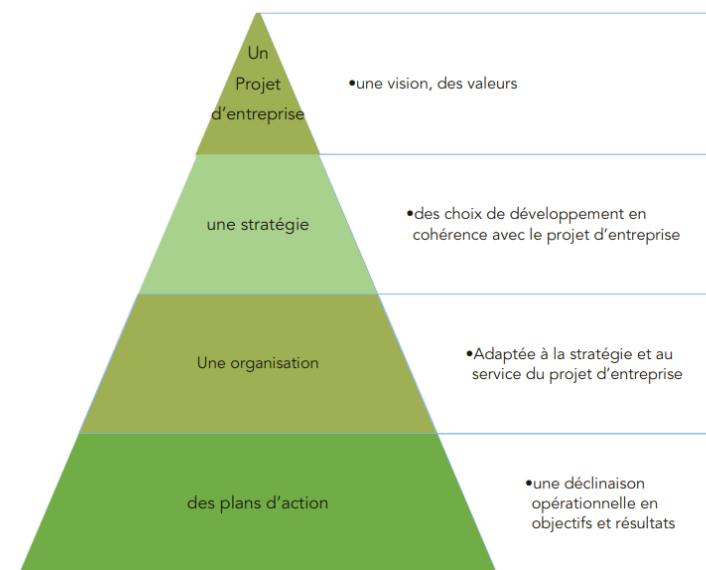 Un
Projet
d’entreprise
•une vision, des valeurs
une stratégie
•des choix de développement en
cohérence avec le projet d’entreprise
Une organisation
•Adaptée à la stratégie et au
service du projet d’entreprise
des plans d’action
•une déclinaison
opérationnelle en
objectifs et résultats